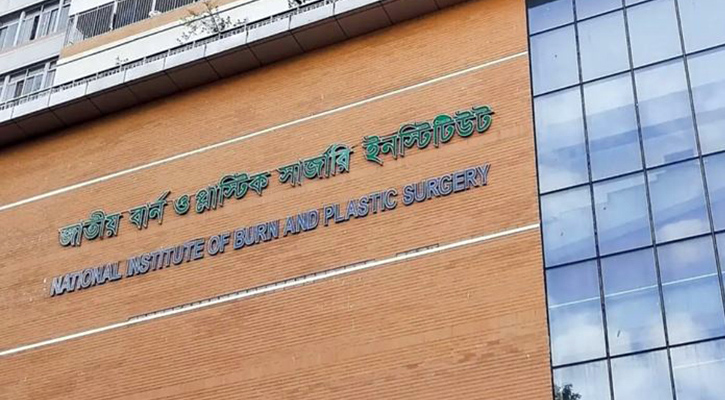 জাতীয় বার্ন ও প্লাস্টিক সার্জারি ইনস্টিটিউট
NATIONAL INSTITUTE OF BURN AND PLASTIC SURGERY